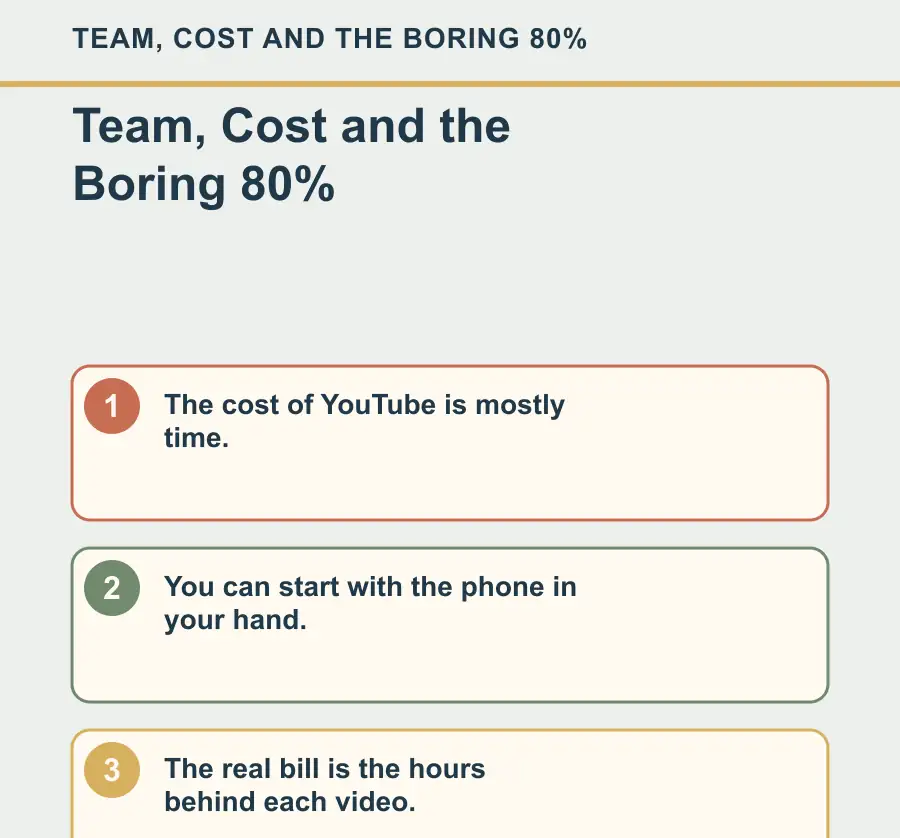 TEAM, COST AND THE BORING 80%
Team, Cost and the
Boring 80%
1
The cost of YouTube is mostly
time.
2
You can start with the phone in
your hand.
3
The real bill is the hours
behind each video.